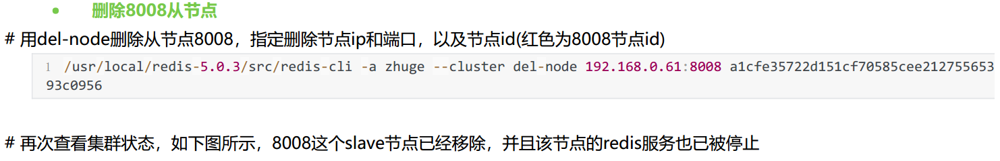 • 删除8008从节点
# 用del-node删除从节点8008，指定删除节点ip和端口，以及节点id(红色为8008节点id)
1 /usr/local/redis-5.0.3/src/redis-cli -a zhuge --cluster del-node 192.168.0.61:8008 a1cfe35722d151cf70585cee212755653
93c0956
# 再次查看集群状态，如下图所示，8008这个slave节点已经移除，并且该节点的redis服务也已被停止